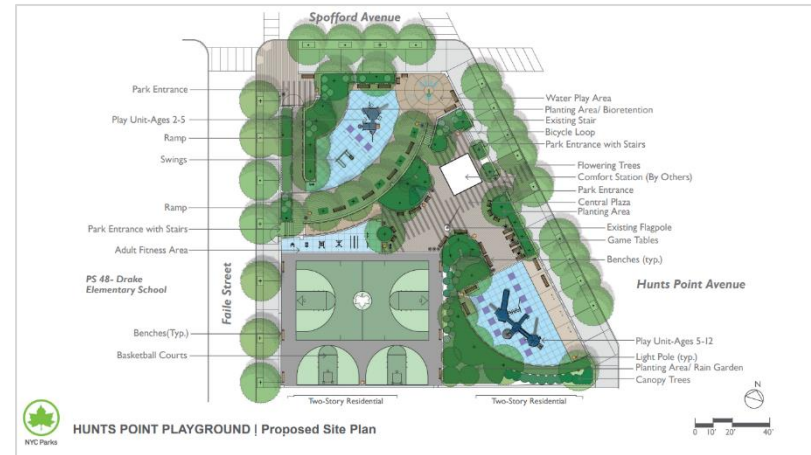 Spofford Avenue
Park Entrance
Play Unit-Ages 2-5
Ramp
Swings
Ramp
Park Entrance with Stairs
Adult Fitness Area
PS 48- Drake
Elementary School
Faile Street
Benches(Typ.)
Basketball Courts
Water Play Area
Planting Area/ Bioretention
Existing Stair
Bicycle Loop
Park Entrance with Stairs
Flowering Trees
Comfort Station (By Others)
Park Entrance
Central Plaza
Planting Area
Existing Flagpole
Game Tables
Benches (typ.)
Hunts Point Avenue
Play Unit-Ages 5-12
Light Pole (typ.)
Planting Area/ Rain Garden
Canopy Trees
Two-Story Residential
Two-Story Residential
N
0 10' 20' 40'
NYC Parks
HUNTS POINT PLAYGROUND | Proposed Site Plan